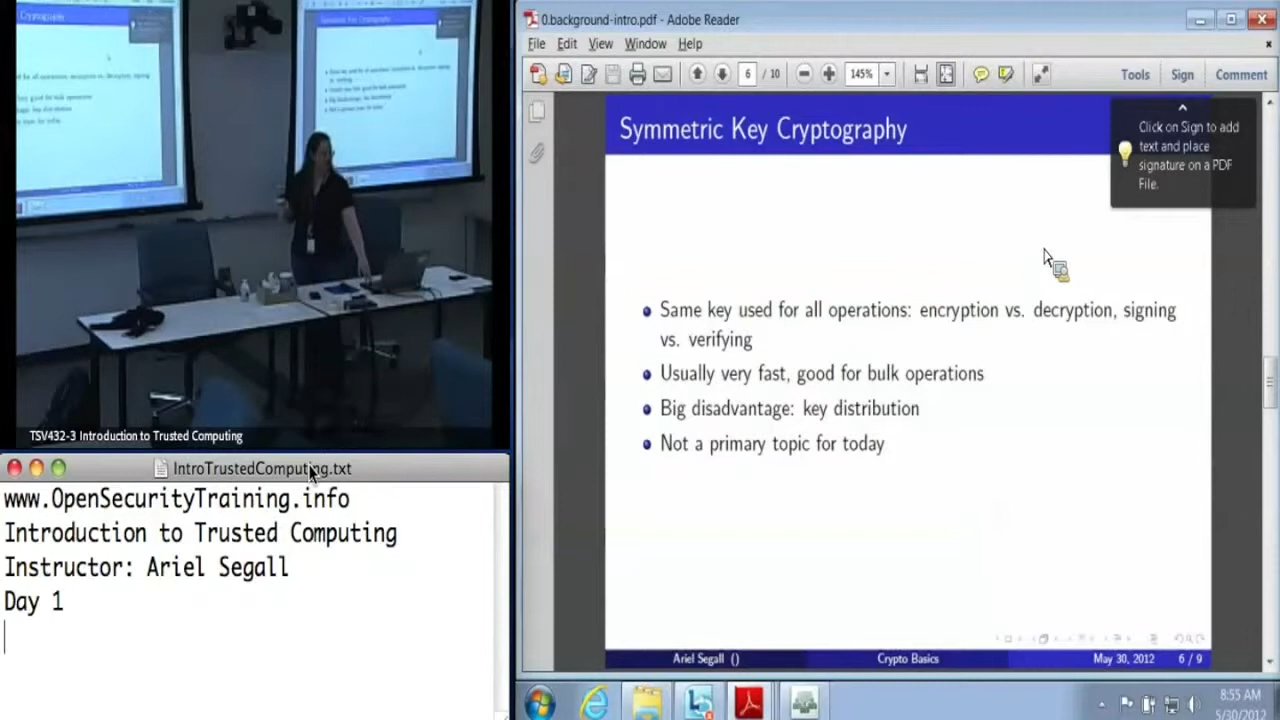 Cryptography
Symmetric Key Cryptography
TSV432-3 Introduction to Trusted Computing
IntroTrustedComputing.txt
www.OpenSecurityTraining.info
Introduction to Trusted Computing
Instructor: Ariel Segall
Day 1
0.background-intro.pdf - Adobe Reader
File Edit View Window Help
6 / 10 145% Tools Sign Comment
Symmetric Key Cryptography
Click on Sign to add
text and place
signature on a PDF
File.
Same key used for all operations: encryption vs. decryption, signing
vs. verifying
Usually very fast, good for bulk operations
Big disadvantage: key distribution
Not a primary topic for today
Ariel Segall () Crypto Basics May 30, 2012 6 / 9
8:55 AM
5/30/2012